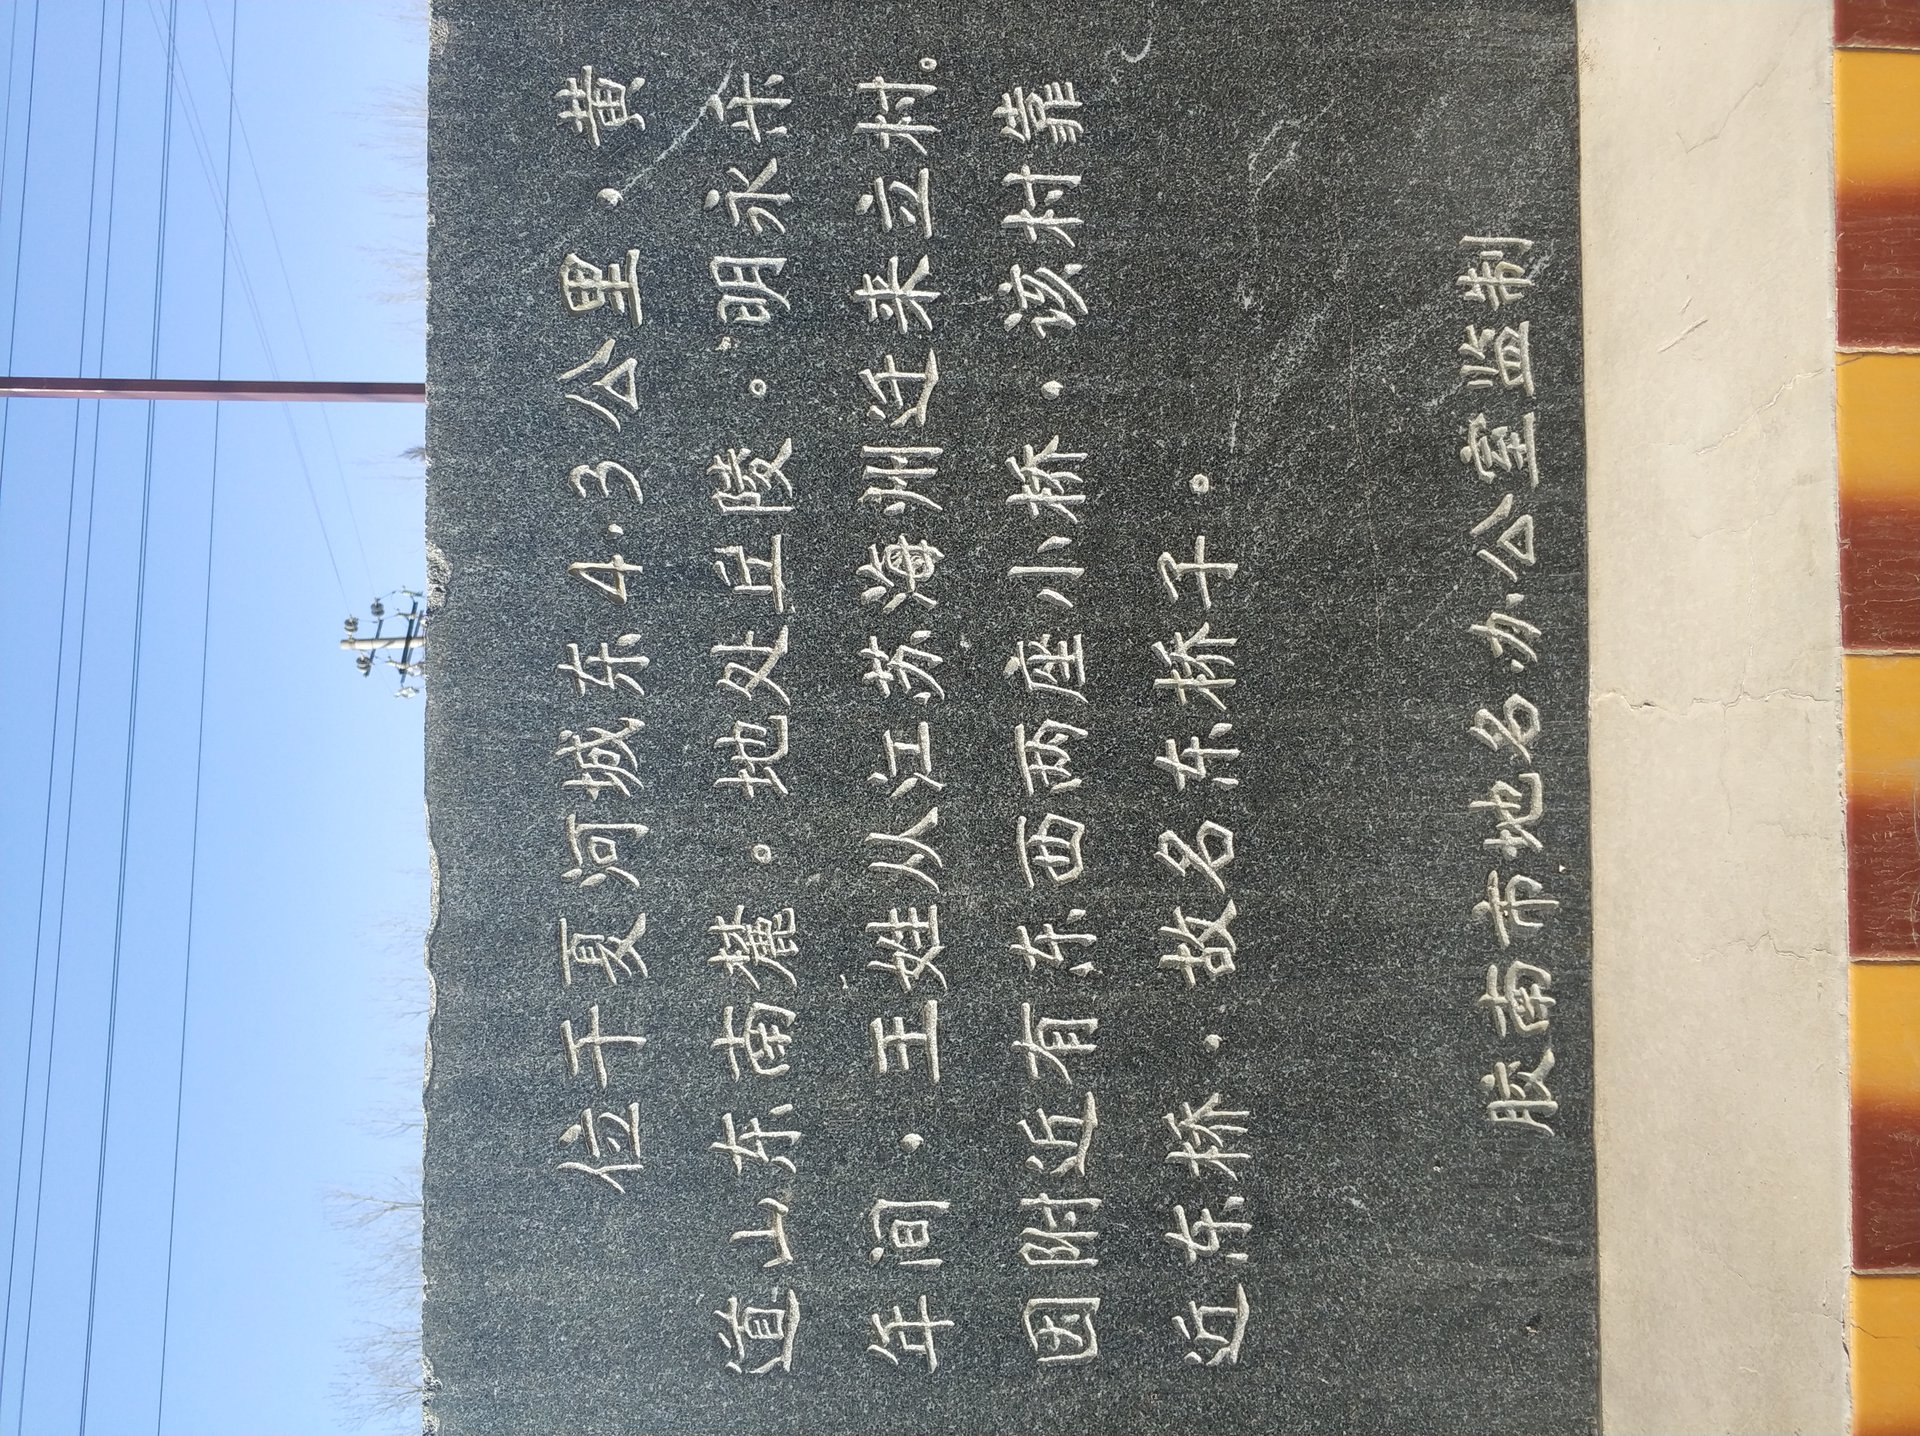 位于夏河城东4.3公里，黄
道山东南麓。地处丘陵。明永乐
年间，王姓从江苏海州迁来立村。
因附近有东西两座小桥，该村靠
近东桥，故名东桥子。
胶南市地名办公室监制